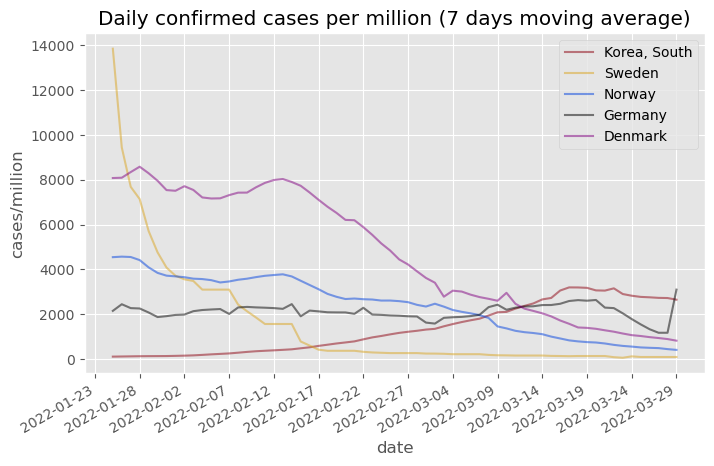 Daily confirmed cases per million (7 days moving average)
14000
12000
10000
8000
6000
4000
2000
0
cases/million
Korea, South
Sweden
Norway
Germany
Denmark
2022-01-23
2022-01-28
2022-02-02
2022-02-07
2022-02-12
2022-02-17
2022-02-22
2022-02-27
2022-03-04
2022-03-09
2022-03-14
2022-03-19
2022-03-24
2022-03-29
date